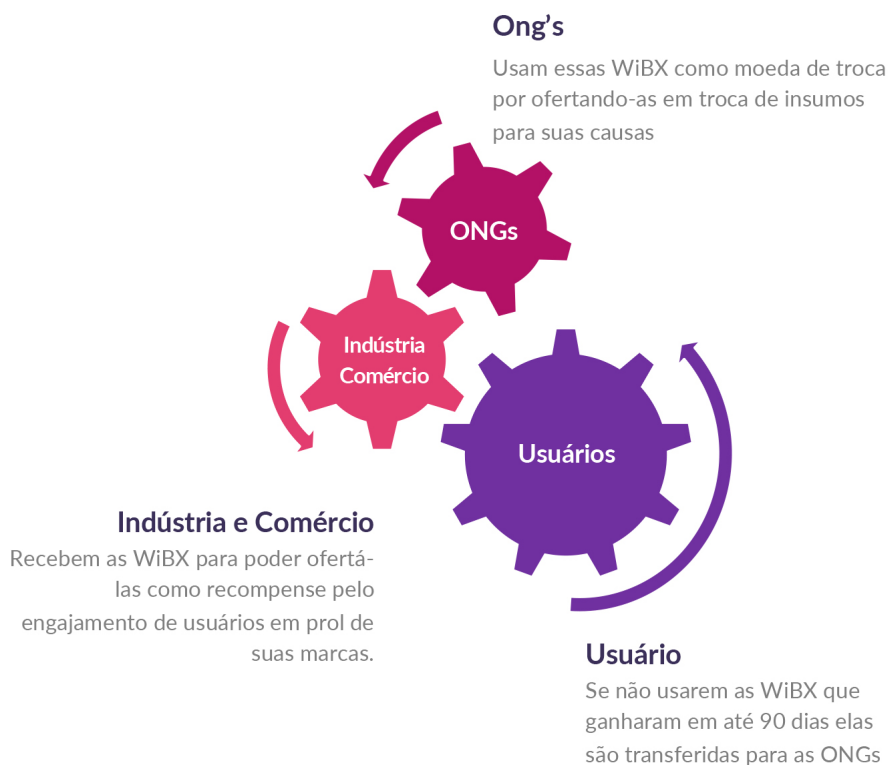 Ong's
Usam essas WiBX como moeda de troca
por ofertando-as em troca de insumos
para suas causas
ONGs
Indústria
Comércio
Usuários
Indústria e Comércio
Recebem as WiBX para poder ofertá-
las como recompense pelo
engajamento de usuários em prol de
suas marcas.
Usuário
Se não usarem as WiBX que
ganharam em até 90 dias elas
são transferidas para as ONGs